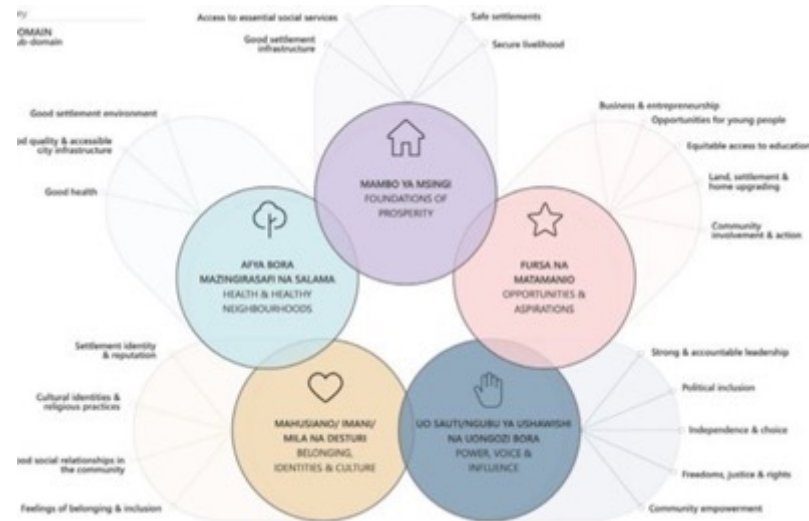 ey
OMAIN
ub-domain
Access to essential social services
Good settlement
infrastructure
Safe settlements
Secure livelihood
MAMBO YA MSINGI
FOUNDATIONS OF
PROSPERITY
Good settlement environment
od quality & accessible
city infrastructure
Good health
AFYA BORA
MAZINGIRASAFI NA SALAMA
HEALTH & HEALTHY
NEIGHBOURHOODS
Business & entrepreneurship
Opportunities for young people
Equitable access to education
Land, settlement &
home upgrading
Community
involvement & action
FURSA NA
MATAMANIO
OPPORTUNITIES &
ASPIRATIONS
Settlement identity
& reputation
Cultural identities &
religious practices
ood social relationships in
the community
Feelings of belonging & inclusion
MAHUSIANO/ IMANI/
MILA NA DESTURI
BELONGING,
IDENTITIES & CULTURE
UO SAUTI/NGUBU YA USHAWISHI
NA UONGOZI BORA
POWER, VOICE &
INFLUENCE
Strong & accountable leadership
Political inclusion
Independence & choice
Freedoms, justice & rights
Community empowerment